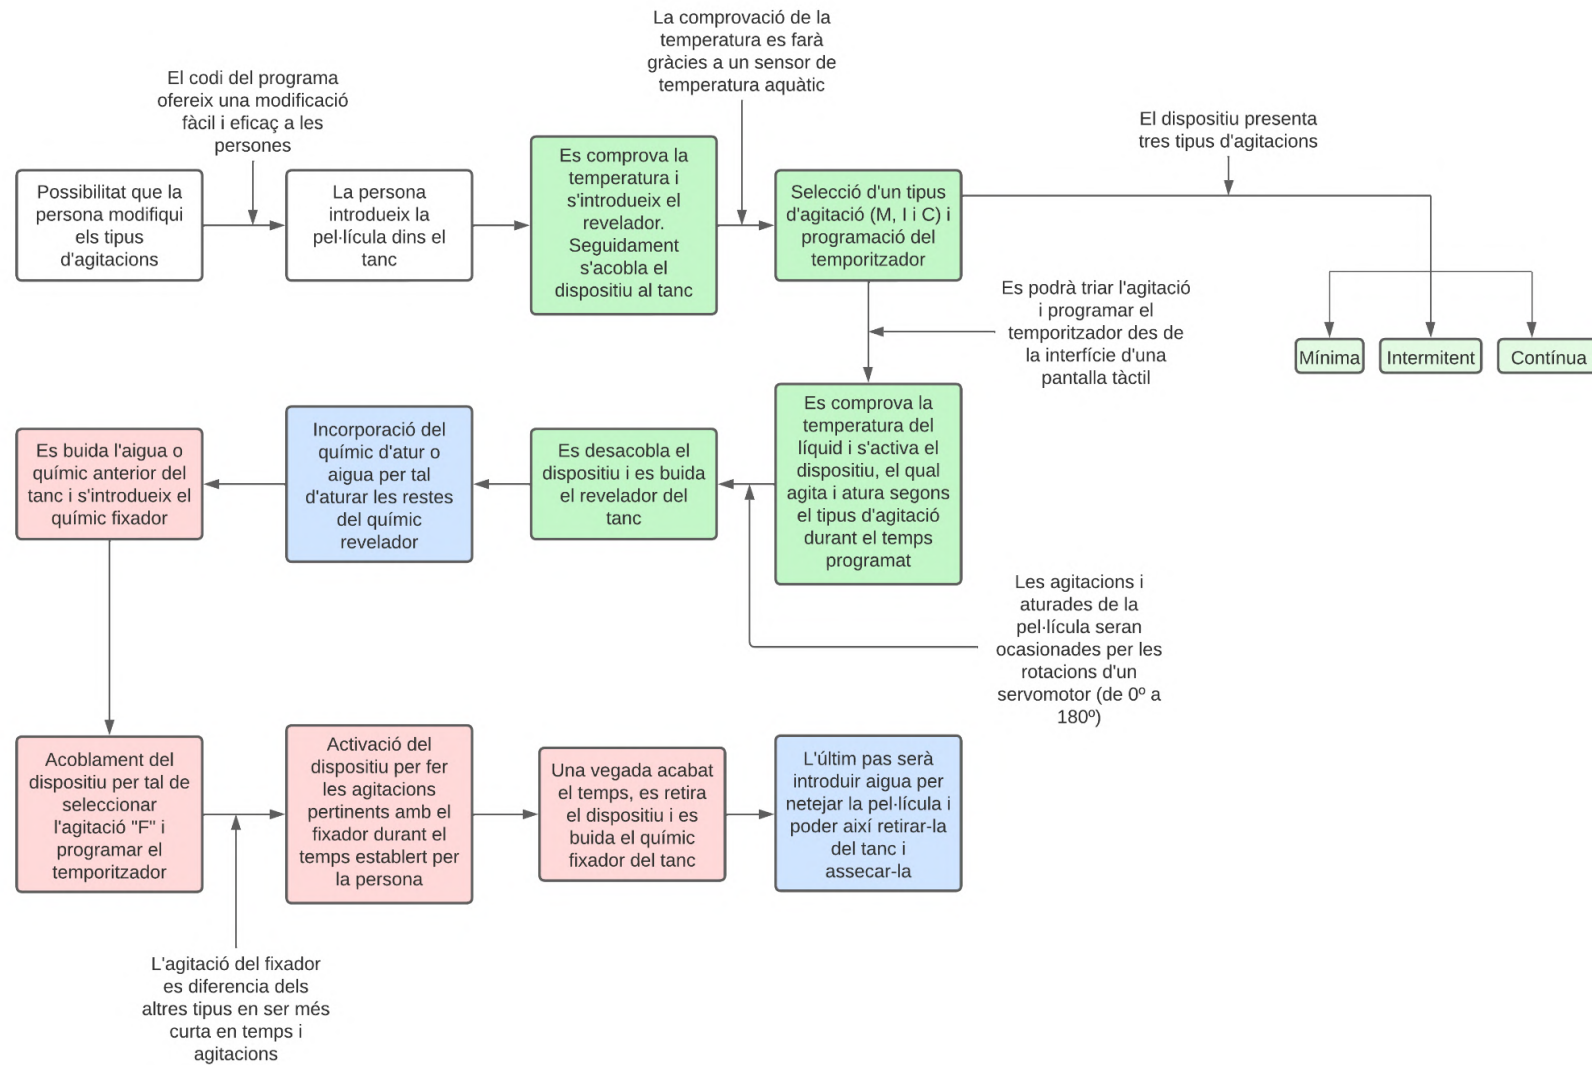 La comprovació de la
temperatura es farà
gràcies a un sensor de
temperatura aquàtic
El codi del programa
ofereix una modificació
fàcil i eficaç a les
persones
El dispositiu presenta
tres tipus d'agitacions
Possibilitat que la
persona modifiqui
els tipus
d'agitacions
La persona
introdueix la
pel·lícula dins el
tanc
Es comprova la
temperatura i
s'introdueix el
revelador.
Seguidament
s'acobla el
dispositiu al tanc
Selecció d'un tipus
d'agitació (M, I i C) i
programació del
temporitzador
Es podrà triar l'agitació
i programar el
temporitzador des de
la interfície d'una
pantalla tàctil
Mínima
Intermitent
Contínua
Es comprova la
temperatura del
líquid i s'activa el
dispositiu, el qual
agita i atura segons
el tipus d'agitació
durant el temps
programat
Les agitacions i
aturades de la
pel·lícula seran
ocasionades per les
rotacions d'un
servomotor (de 0º a
180º)
Es desacobla el
dispositiu i es buida
el revelador del
tanc
Incorporació del
químic d'atur o
aigua per tal
d'aturar les restes
del químic
revelador
Es buida l'aigua o
químic anterior del
tanc i s'introdueix el
químic fixador
Acoblament del
dispositiu per tal de
seleccionar
l'agitació "F" i
programar el
temporitzador
L'agitació del fixador
es diferencia dels
altres tipus en ser més
curta en temps i
agitacions
Activació del
dispositiu per fer
les agitacions
pertinents amb el
fixador durant el
temps establert per
la persona
Una vegada acabat
el temps, es retira
el dispositiu i es
buida el químic
fixador del tanc
L'últim pas serà
introduir aigua per
netejar la pel·lícula i
poder així retirar-la
del tanc i
assecar-la